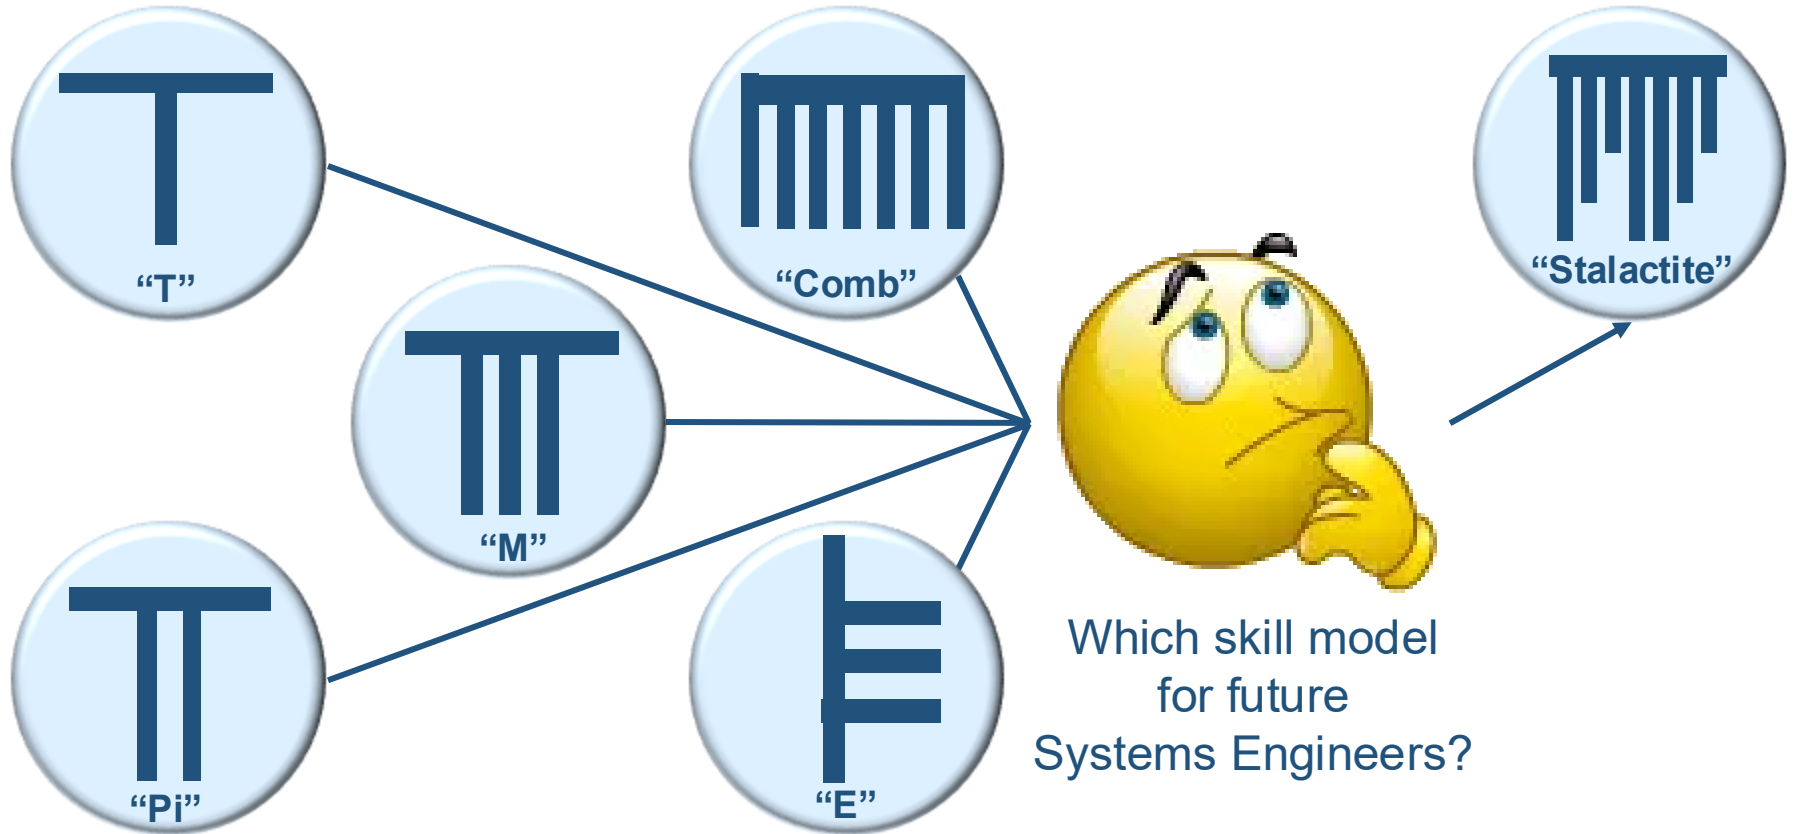 “T”
“Comb”
“Stalactite”
“M”
“Pi”
“E”
Which skill model
for future
Systems Engineers?